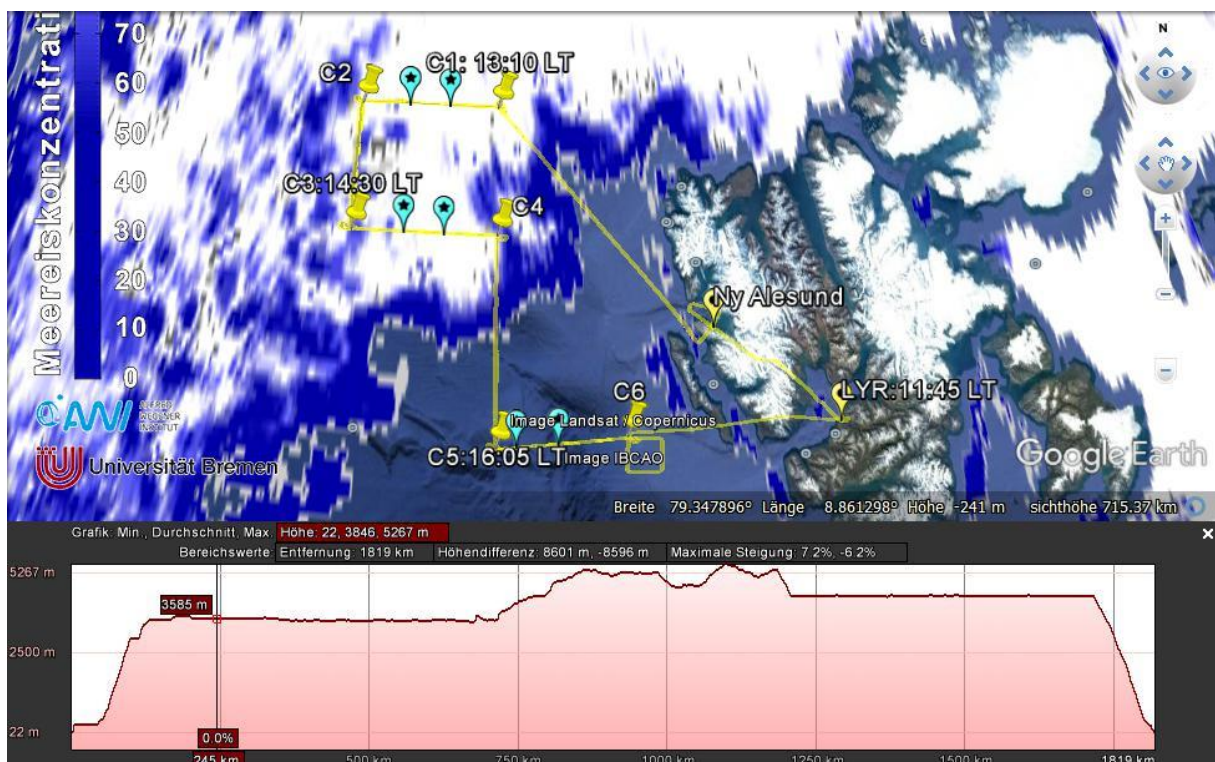 Meereiskonzentrati
70
60
50
40
30
20
10
0
C2
C1: 13:10 LT
C3:14:30 LT
C4
Ny Alesund
LYR:11:45 LT
C6
Image Landsat / Copernicus
C5:16:05 LT
Image IBCAO
N
AWI
ALFRED
WEGENER
INSTITUT
Universität Bremen
Google Earth
Breite 79.347896° Länge 8.861298° Höhe -241 m sichthöhe 715.37 km
Grafik: Min., Durchschnitt, Max. Höhe: 22, 3846, 5267 m
Bereichswerte: Entfernung: 1819 km Höhendifferenz: 8601 m, -8596 m Maximale Steigung: 7.2%, -6.2%
5267 m
3585 m
2500 m
22 m
0.0%
245 km 500 km 750 km 1000 km 1250 km 1500 km 1819 km